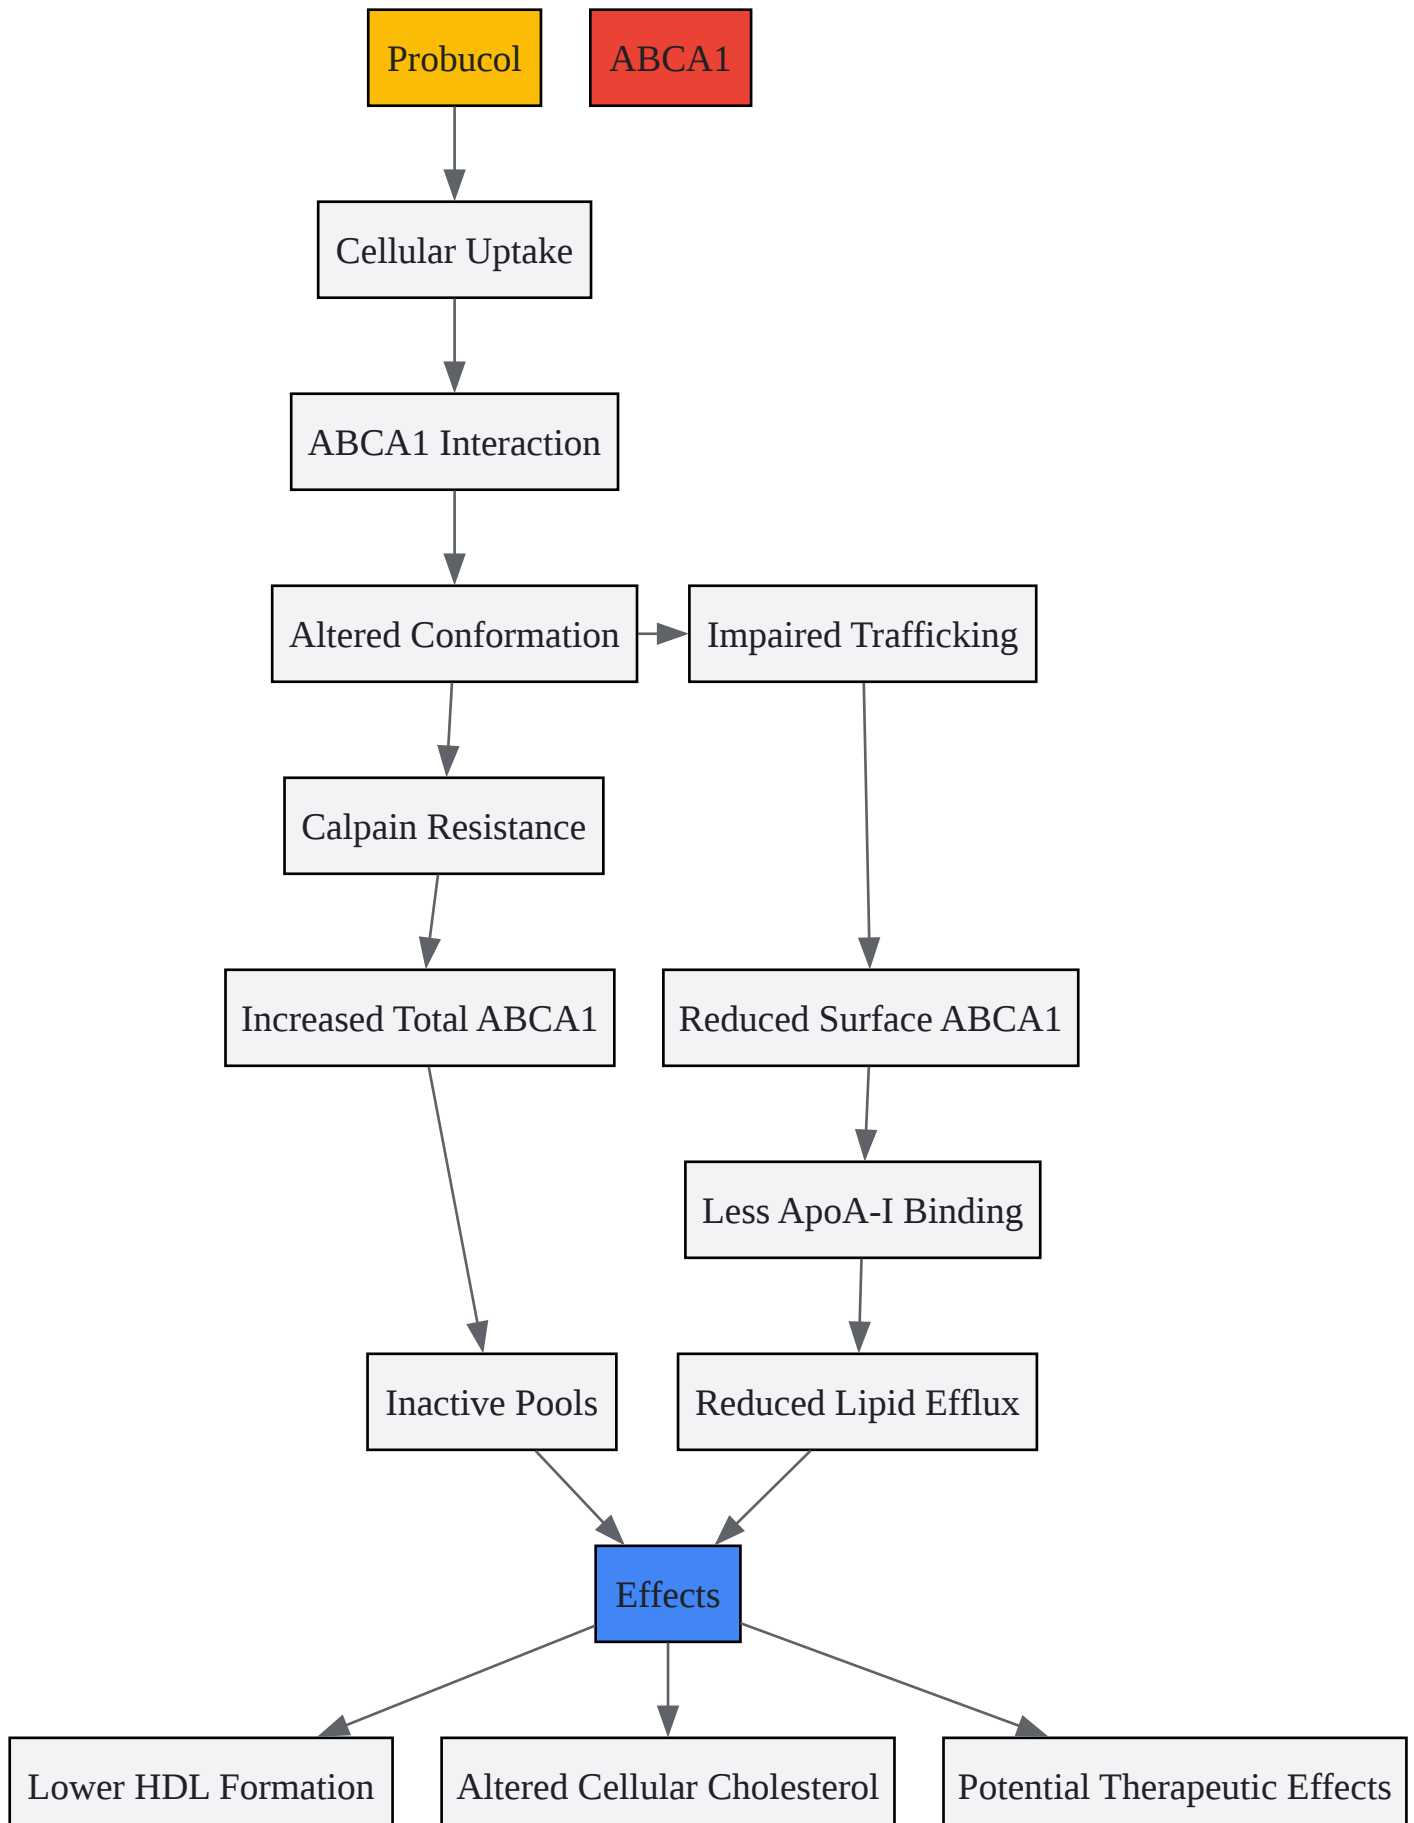 Probucol
ABCA1
Cellular Uptake
ABCA1 Interaction
Altered Conformation
Impaired Trafficking
Calpain Resistance
Increased Total ABCA1
Reduced Surface ABCA1
Less ApoA-I Binding
Inactive Pools
Reduced Lipid Efflux
Effects
Lower HDL Formation
Altered Cellular Cholesterol
Potential Therapeutic Effects